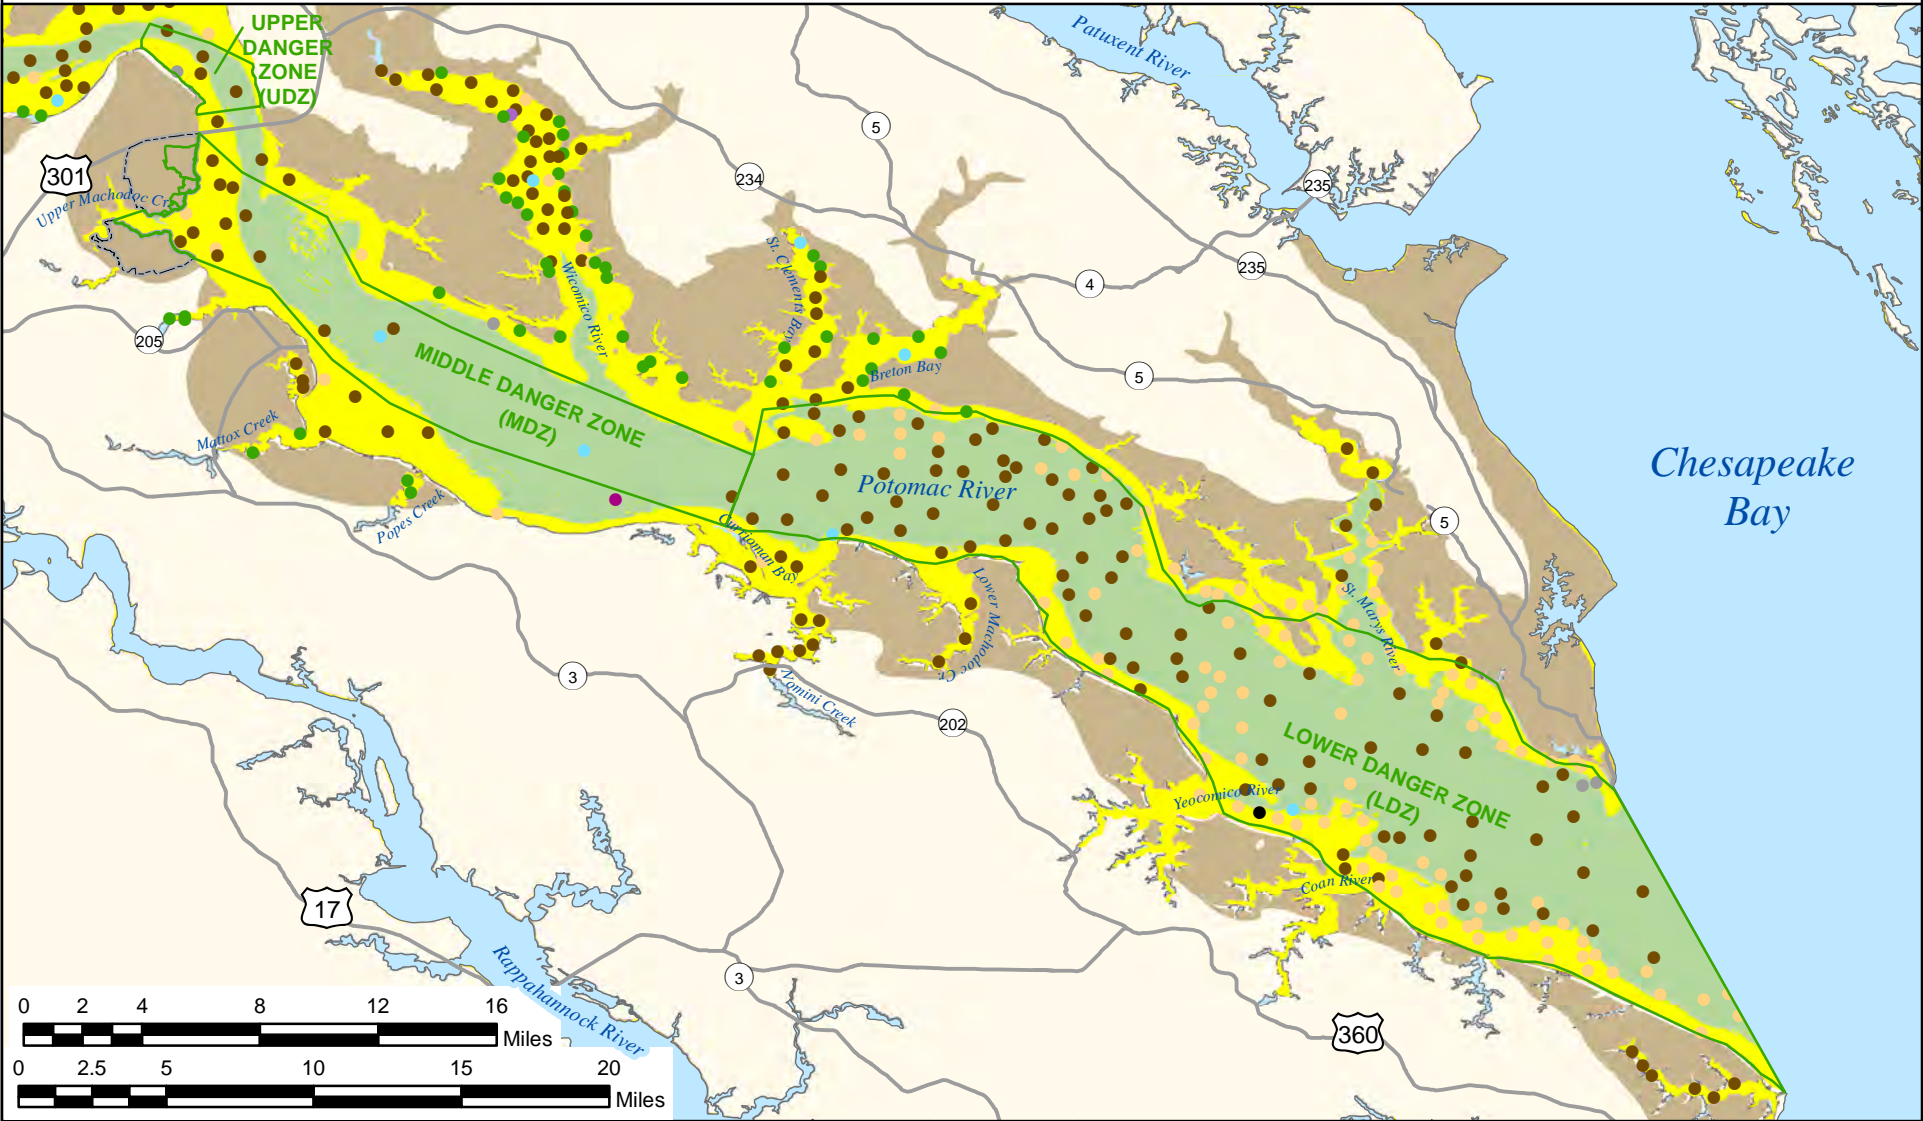 UPPER
DANGER
ZONE
(UDZ)
Patuxent River
5
301
234
235
Upper Machodoc Cr.
235
4
St. Clements Bay
Wicomico River
205
MIDDLE DANGER ZONE
(MDZ)
Breton Bay
5
Mattox Creek
Chesapeake
Bay
Potomac River
Popes Creek
5
Currioman Bay
Lower Machodoc Cr.
St. Marys River
3
Nomini Creek
202
LOWER DANGER ZONE
(LDZ)
Yeocomico River
Coan River
17
Rappahannock River
3
360
0 2 4 8 12 16
Miles
0 2.5 5 10 15 20
Miles